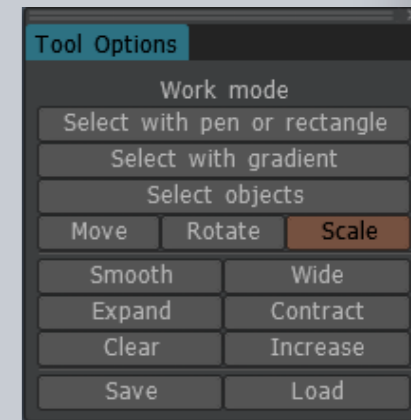 Tool Options
Work mode
Select with pen or rectangle
Select with gradient
Select objects
Move Rotate Scale
Smooth Wide
Expand Contract
Clear Increase
Save Load